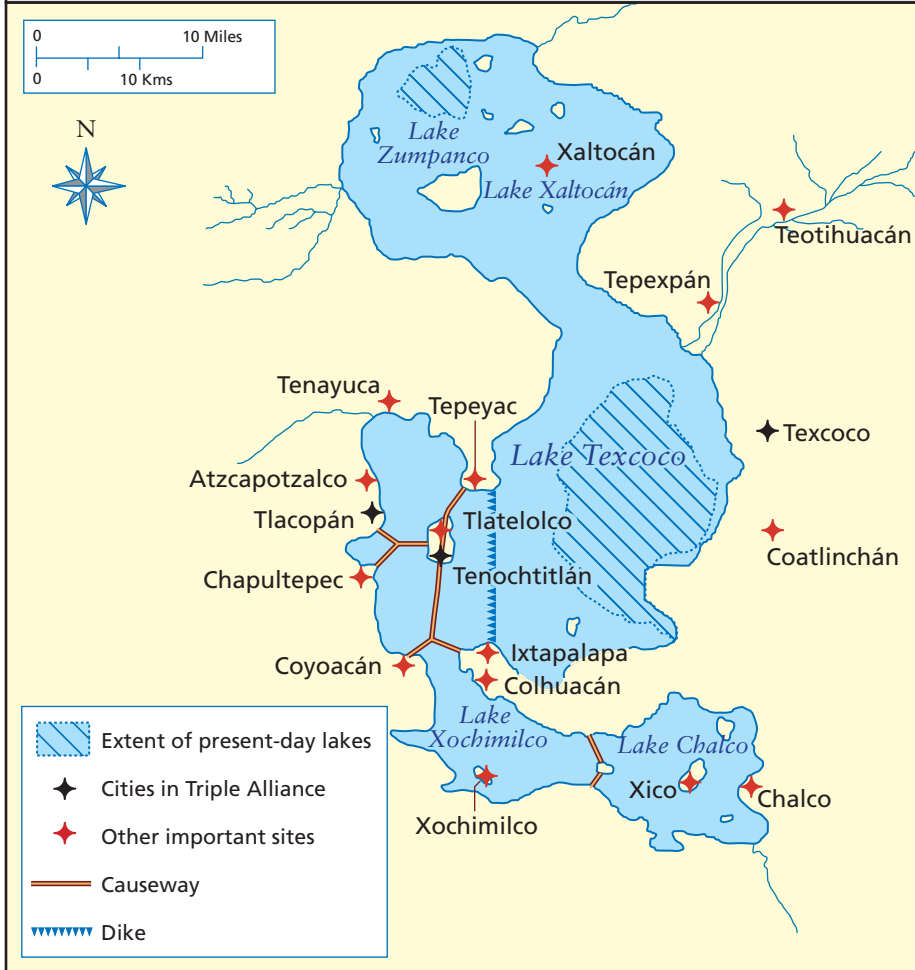 0 10 Miles
0 10 Kms
N
Lake
Zumpanco
Xaltocán
Lake Xaltocán
Teotihuacán
Tepexpán
Tenayuca
Tepeyac
Texcoco
Lake Texcoco
Atzcapotzalco
Tlacopán
Tlatelolco
Coatlinchán
Chapultepec
Tenochtitlán
Coyoacán
Ixtapalapa
Colhuacán
Lake
Xochimilco
Lake Chalco
Xico
Chalco
Xochimilco
Extent of present-day lakes
Cities in Triple Alliance
Other important sites
Causeway
Dike